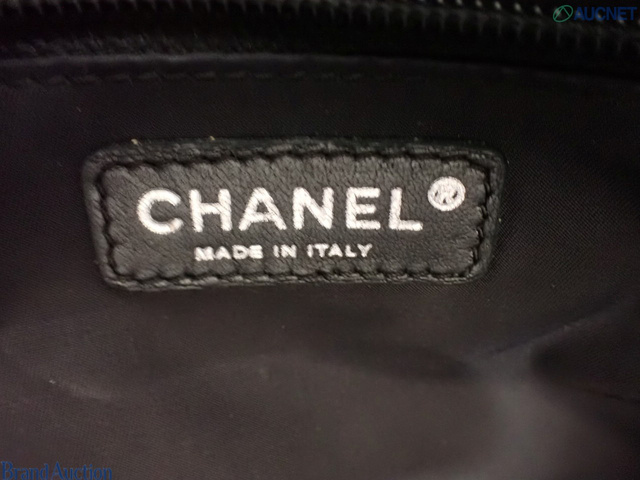 AUCNET
CHANEL®
MADE IN ITALY
Brand Auction